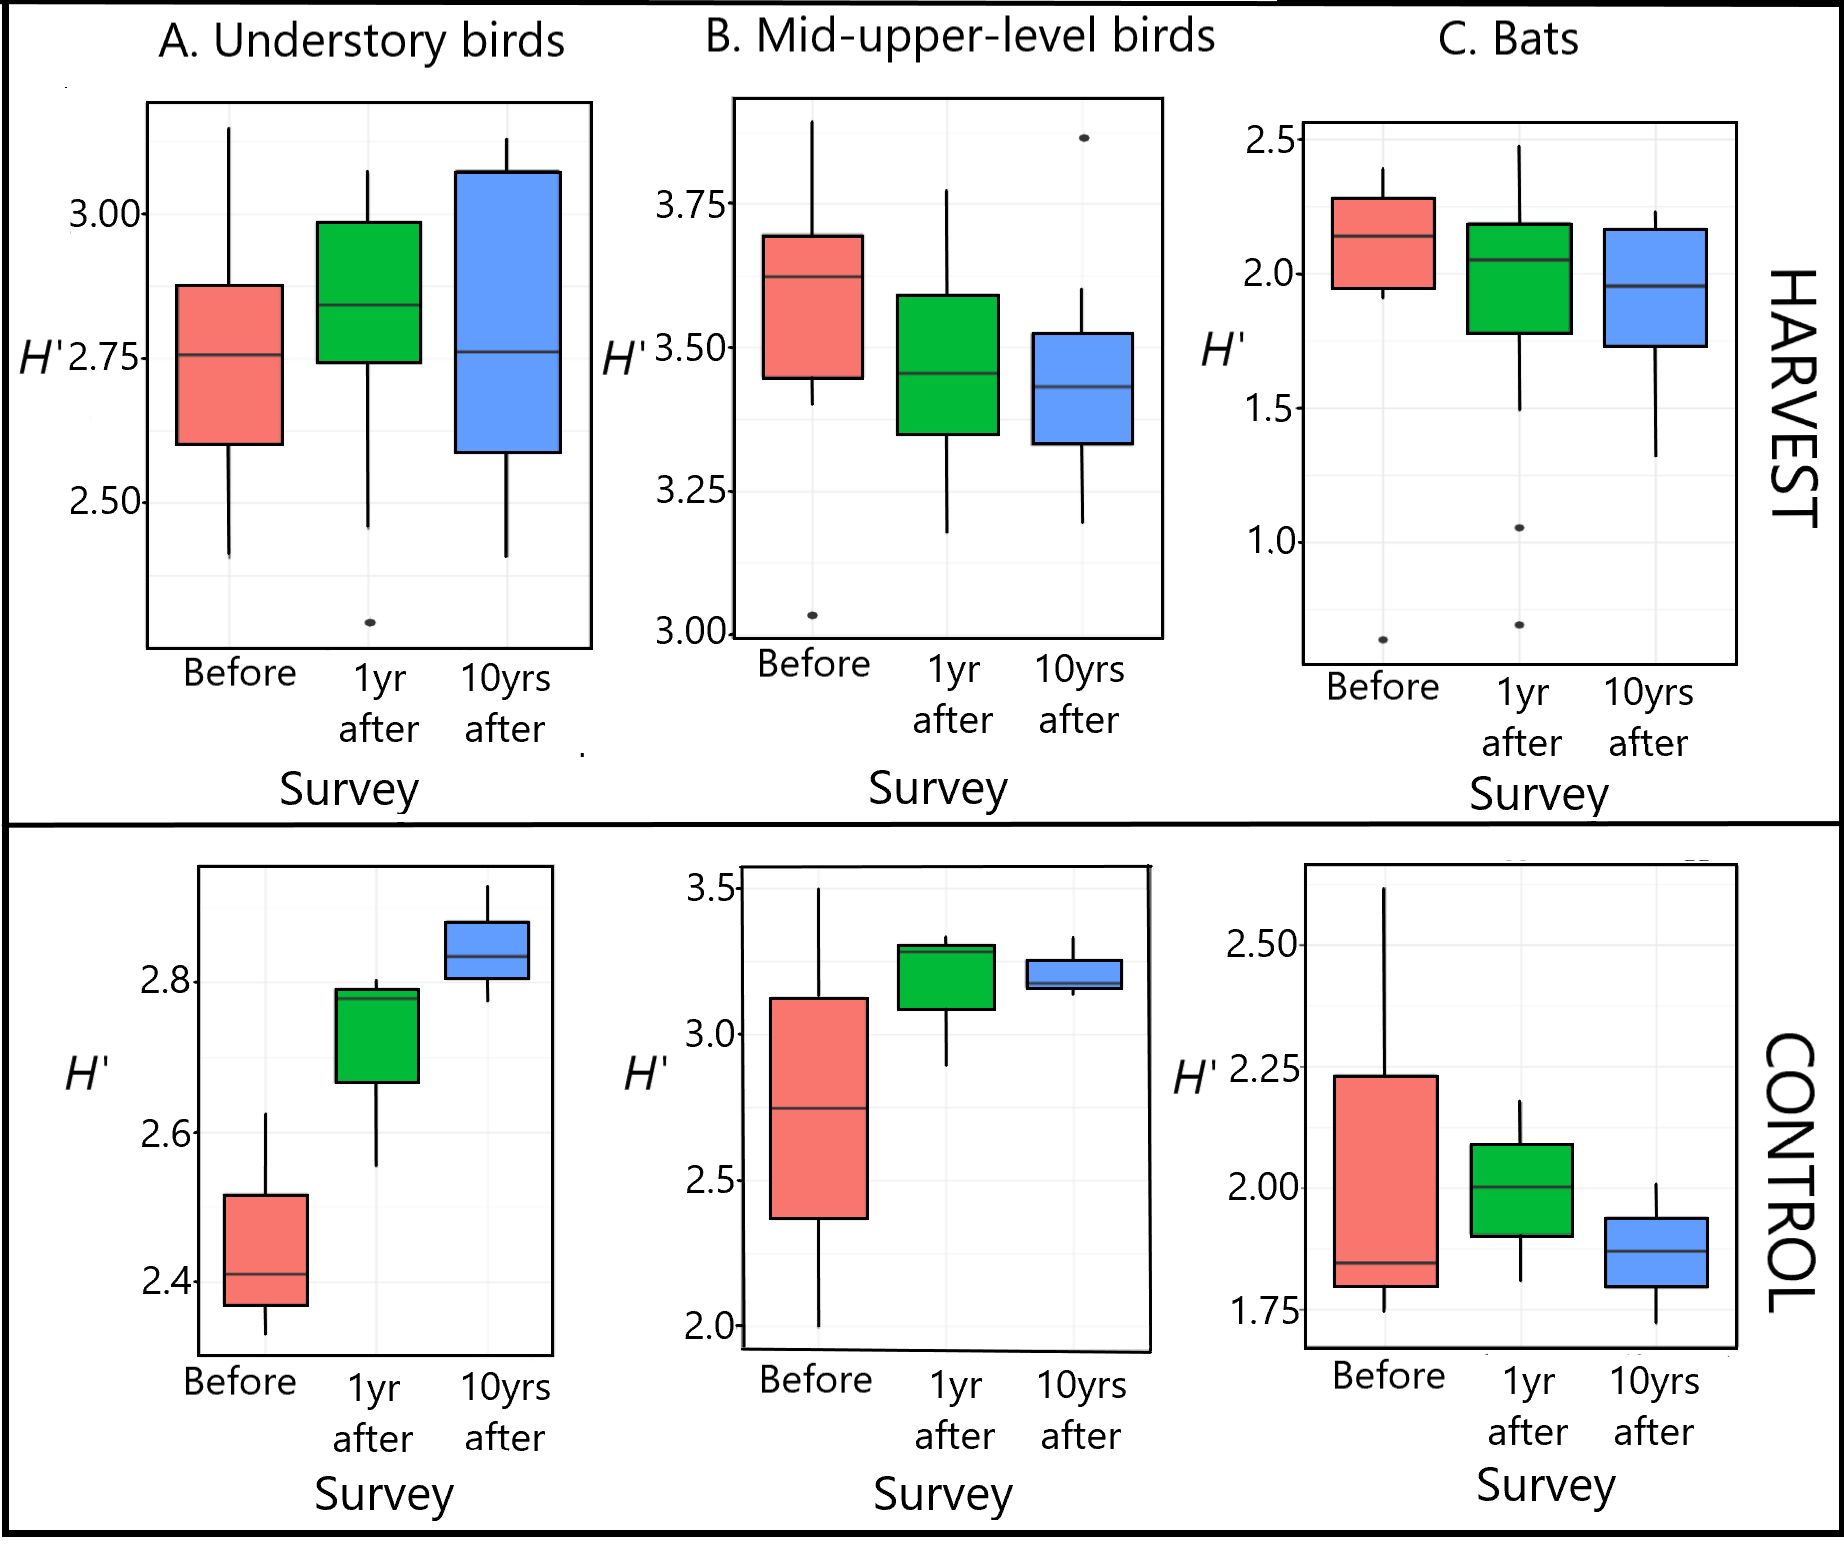 A. Understory birds
B. Mid-upper-level birds
C. Bats
3.00
H'
2.75
2.50
Before
1yr
after
10yrs
after
Survey
3.75
H'
3.50
3.25
3.00
Before
1yr
after
10yrs
after
Survey
2.5
2.0
H'
1.5
1.0
Before
1yr
after
10yrs
after
Survey
HARVEST
2.8
H'
2.6
2.4
Before
1yr
after
10yrs
after
Survey
3.5
3.0
H'
2.5
2.0
Before
1yr
after
10yrs
after
Survey
2.50
H'
2.25
2.00
1.75
Before
1yr
after
10yrs
after
Survey
CONTROL